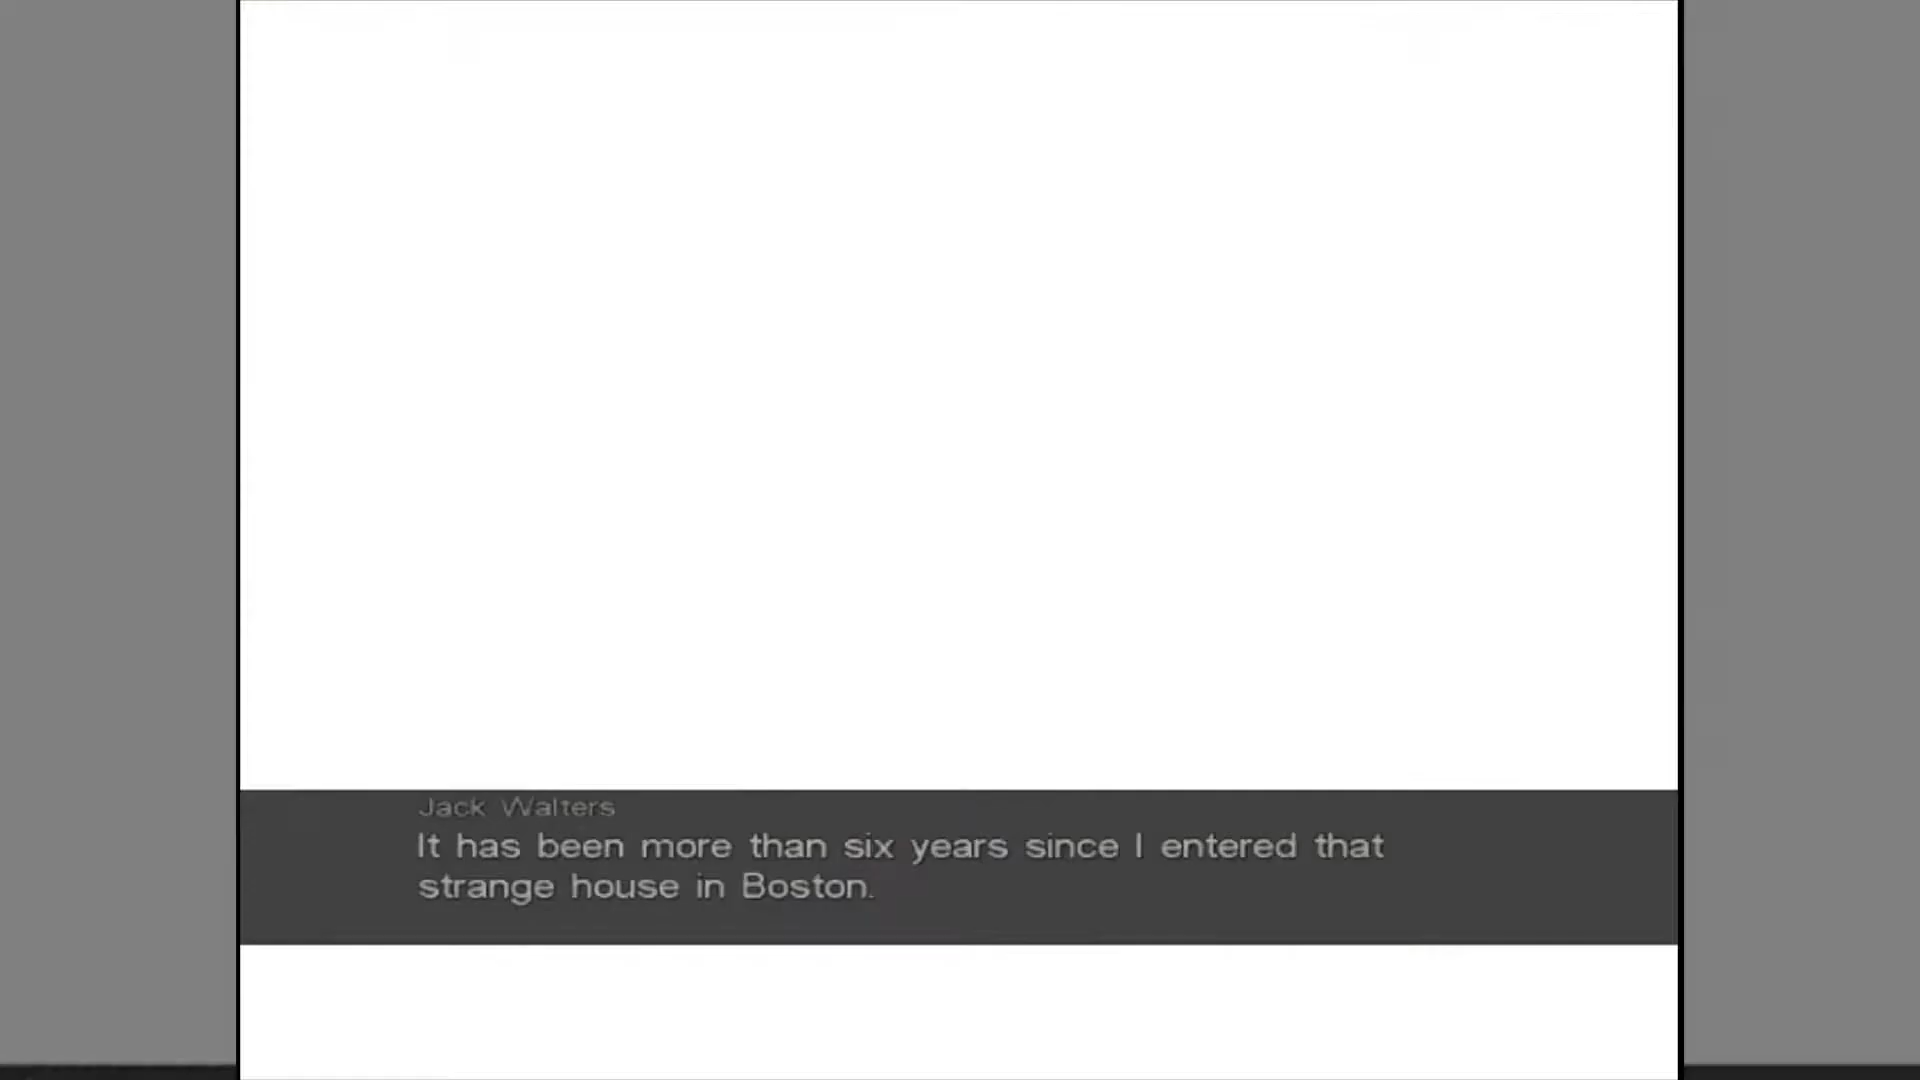 Jack Walters
It has been more than six years since I entered that
strange house in Boston.